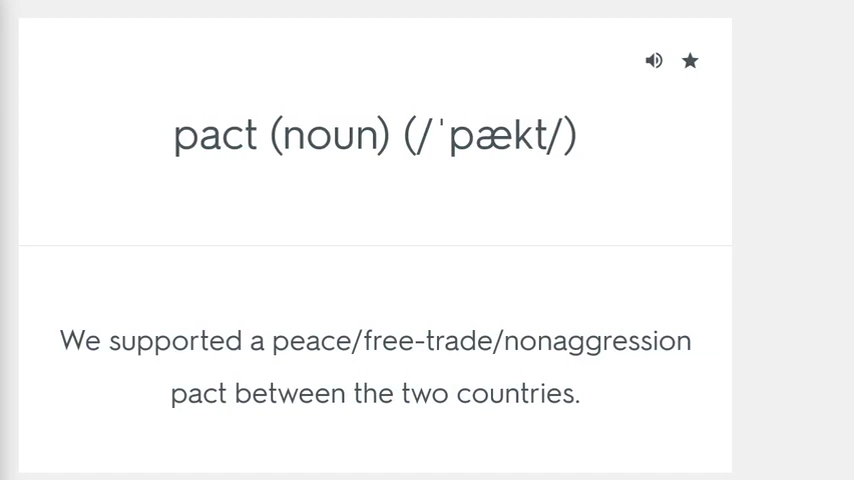 pact (noun) (/ˈpækt/)
We supported a peace/free-trade/nonaggression
pact between the two countries.